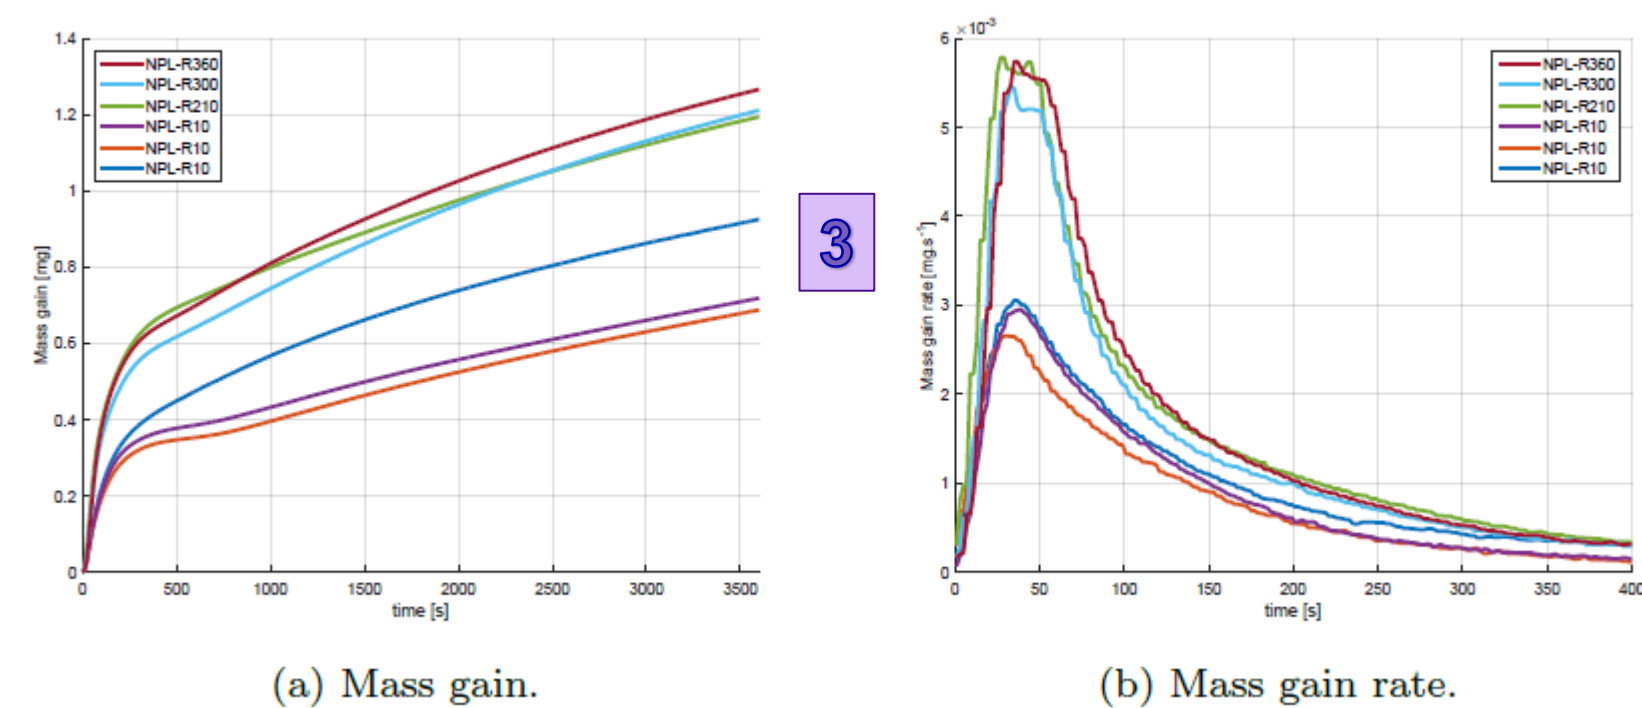 1.4
1.2
1
0.8
0.6
0.4
0.2
0
Mass gain [mg]
NPL-R360
NPL-R300
NPL-R210
NPL-R10
NPL-R10
NPL-R10
0 500 1000 1500 2000 2500 3000 3500
time [s]
(a) Mass gain.
3
×10-3
6
5
4
3
2
1
0
Mass gain rate [mg.s-1]
NPL-R360
NPL-R300
NPL-R210
NPL-R10
NPL-R10
NPL-R10
0 50 100 150 200 250 300 350 400
time [s]
(b) Mass gain rate.